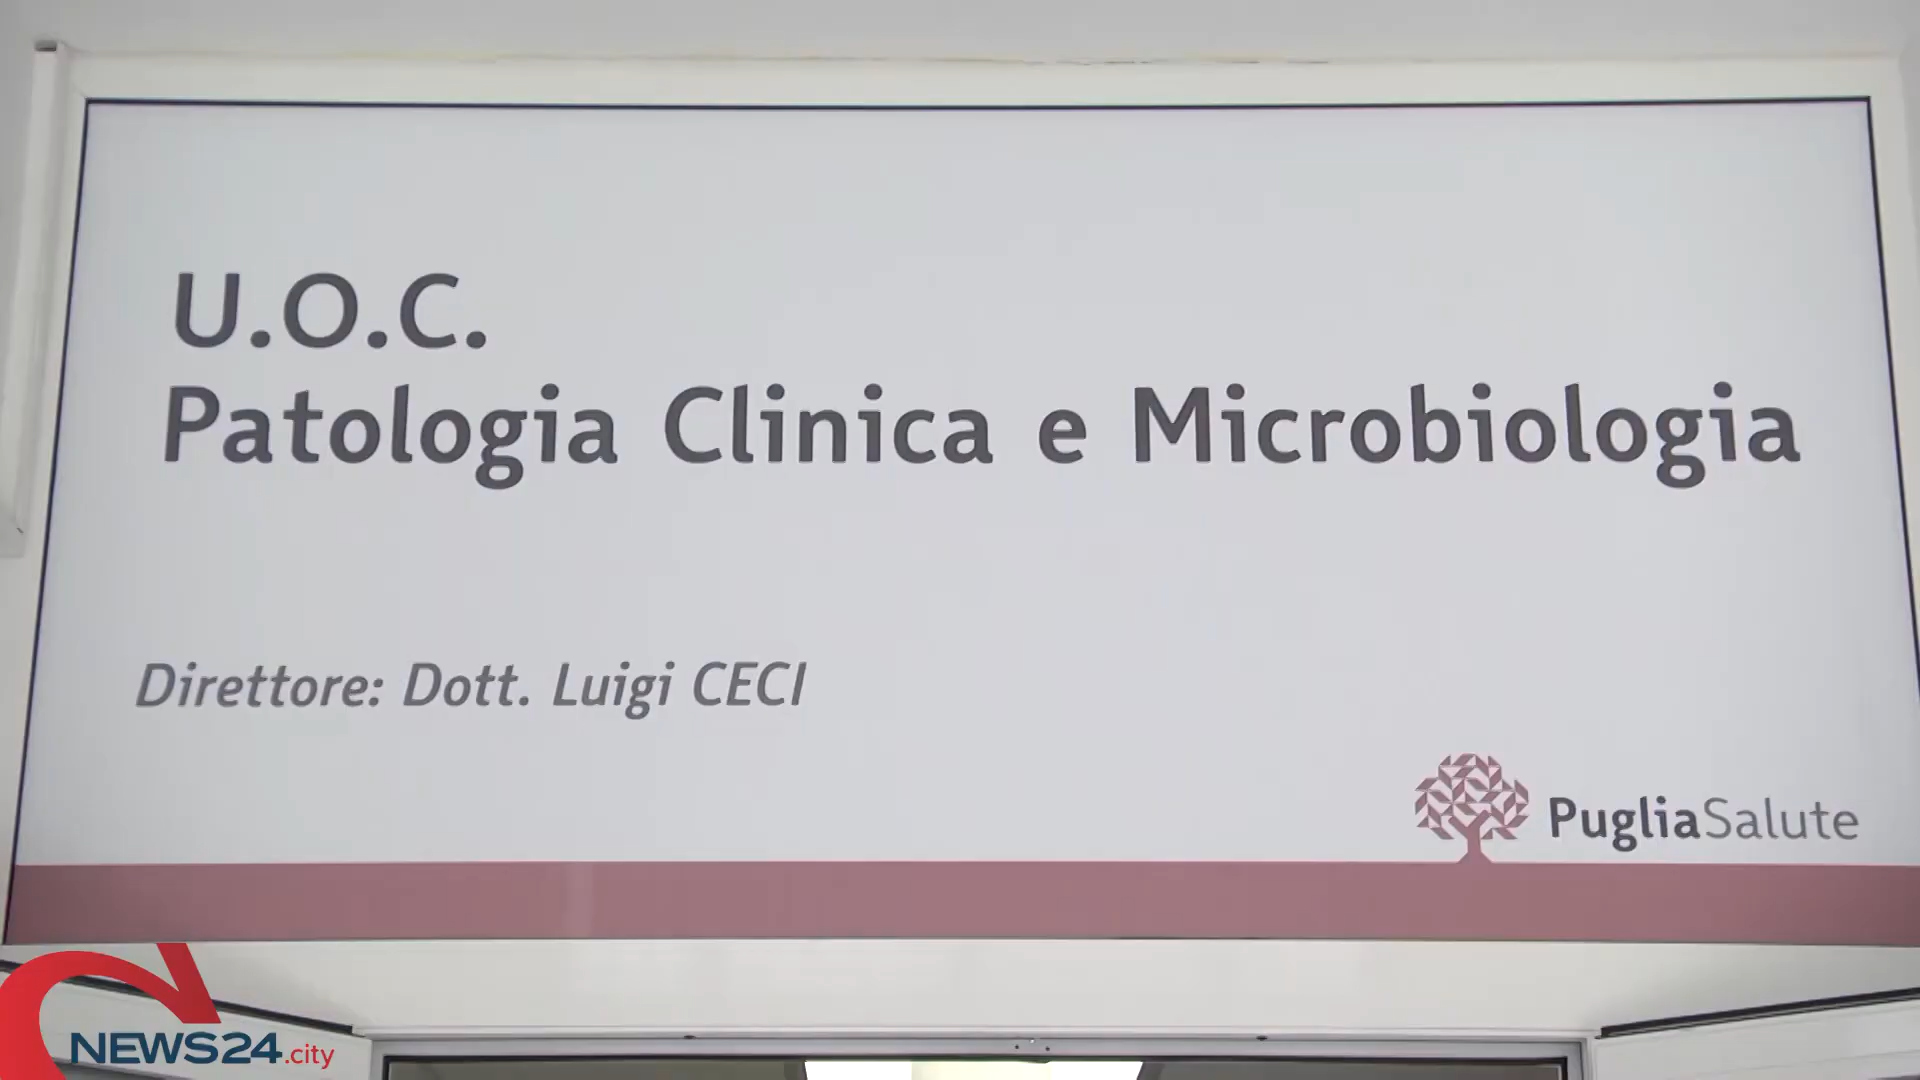 U.O.C.
Patologia Clinica e Microbiologia
Direttore: Dott. Luigi CECI
PugliaSalute
NEWS24.city